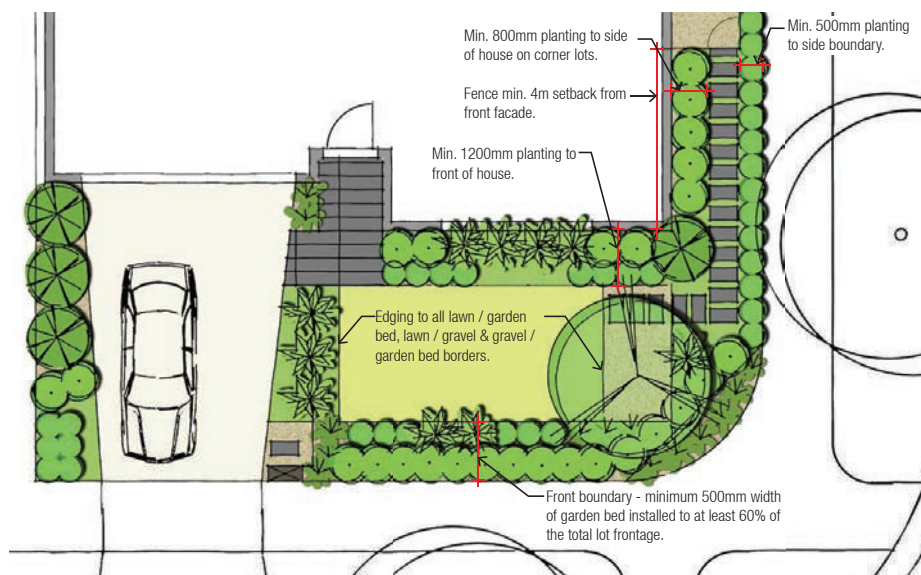 Min. 800mm planting to side
of house on corner lots.
Min. 500mm planting
to side boundary.
Fence min. 4m setback from
front facade.
Min. 1200mm planting to
front of house.
Edging to all lawn / garden
bed, lawn / gravel & gravel /
garden bed borders.
Front boundary - minimum 500mm width
of garden bed installed to at least 60% of
the total lot frontage.